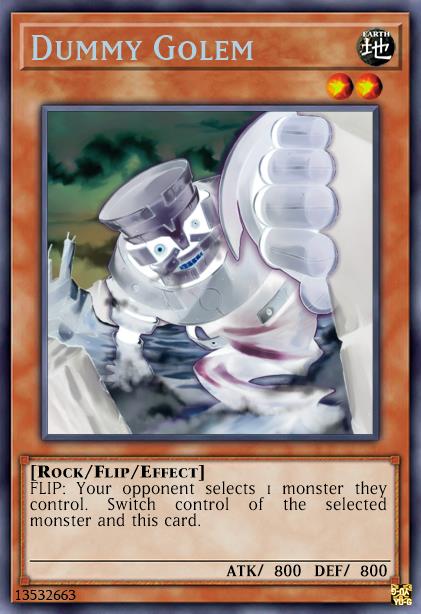 DUMMY GOLEM
EARTH
地
[ROCK/FLIP/EFFECT]
FLIP: Your opponent selects 1 monster they
control. Switch control of the selected
monster and this card.
ATK/ 800 DEF/ 800
13532663